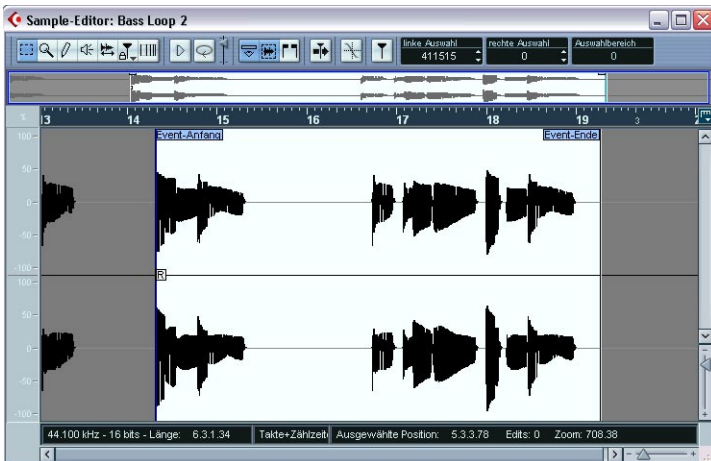 Sample-Editor: Bass Loop 2
linke Auswahl
411515
rechte Auswahl
0
Auswahlbereich
0
%
13 14 15 16 17 18 19 3 2
Event-Anfang
Event-Ende
100
50
0
-50
-100
R
100
50
0
-50
-100
44.100 kHz - 16 bits - Länge: 6.3.1.34
Takte+Zählzeit
Ausgewählte Position: 5.3.3.78
Edits: 0
Zoom: 708.38